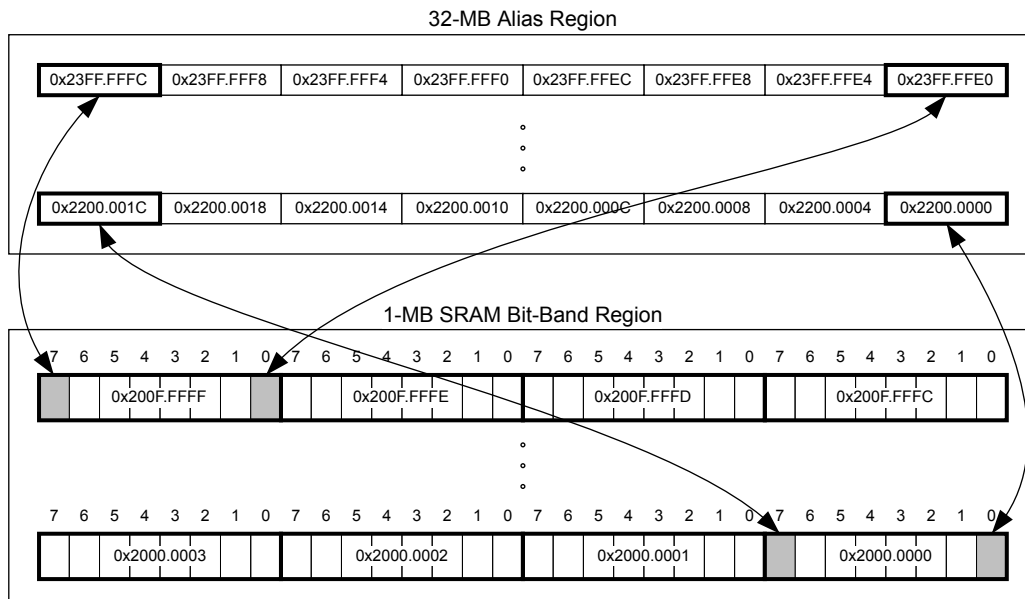 32-MB Alias Region
0x23FF.FFFC 0x23FF.FFF8 0x23FF.FFF4 0x23FF.FFF0 0x23FF.FFEC 0x23FF.FFE8 0x23FF.FFE4 0x23FF.FFE0
0x2200.001C 0x2200.0018 0x2200.0014 0x2200.0010 0x2200.000C 0x2200.0008 0x2200.0004 0x2200.0000
1-MB SRAM Bit-Band Region
7 6 5 4 3 2 1 0 7 6 5 4 3 2 1 0 7 6 5 4 3 2 1 0 7 6 5 4 3 2 1 0
0x200F.FFFF 0x200F.FFFE 0x200F.FFFD 0x200F.FFFC
7 6 5 4 3 2 1 0 7 6 5 4 3 2 1 0 7 6 5 4 3 2 1 0 7 6 5 4 3 2 1 0
0x2000.0003 0x2000.0002 0x2000.0001 0x2000.0000